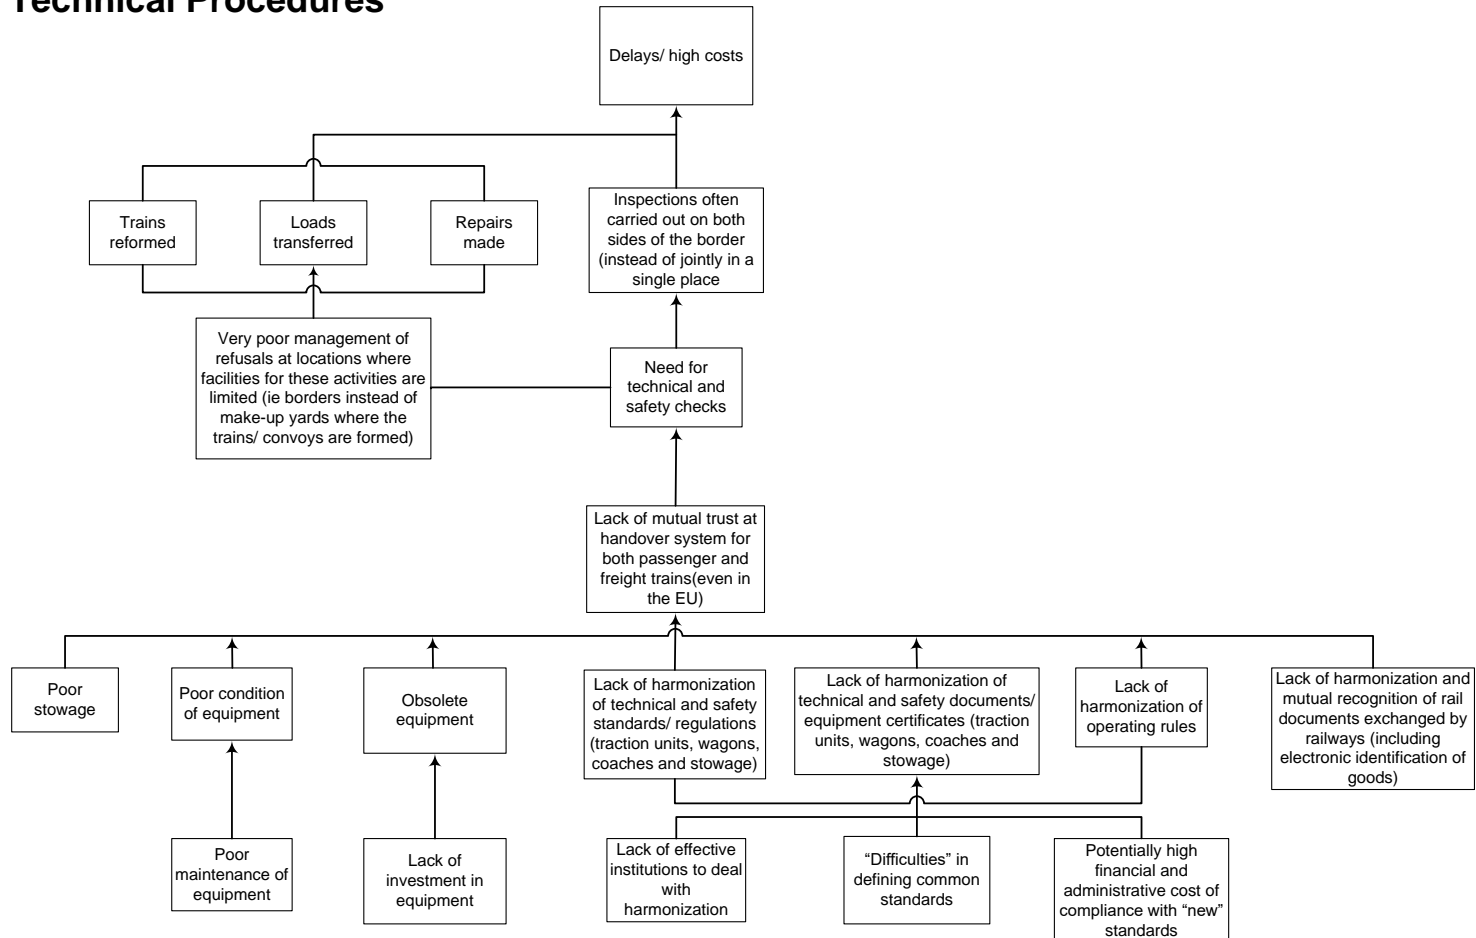 Technical Procedures
Delays/ high costs
Trains
reformed
Loads
transferred
Repairs
made
Inspections often
carried out on both
sides of the border
(instead of jointly in a
single place
Very poor management of
refusals at locations where
facilities for these activities are
limited (ie borders instead of
make-up yards where the
trains/ convoys are formed)
Need for
technical and
safety checks
Lack of mutual trust at
handover system for
both passenger and
freight trains(even in
the EU)
Poor
stowage
Poor condition
of equipment
Obsolete
equipment
Lack of harmonization
of technical and safety
standards/ regulations
(traction units, wagons,
coaches and stowage)
Lack of harmonization of
technical and safety documents/
equipment certificates (traction
units, wagons, coaches and
stowage)
Lack of
harmonization of
operating rules
Lack of harmonization and
mutual recognition of rail
documents exchanged by
railways (including
electronic identification of
goods)
Poor
maintenance of
equipment
Lack of
investment in
equipment
Lack of effective
institutions to deal
with
harmonization
“Difficulties” in
defining common
standards
Potentially high
financial and
administrative cost of
compliance with “new”
standards